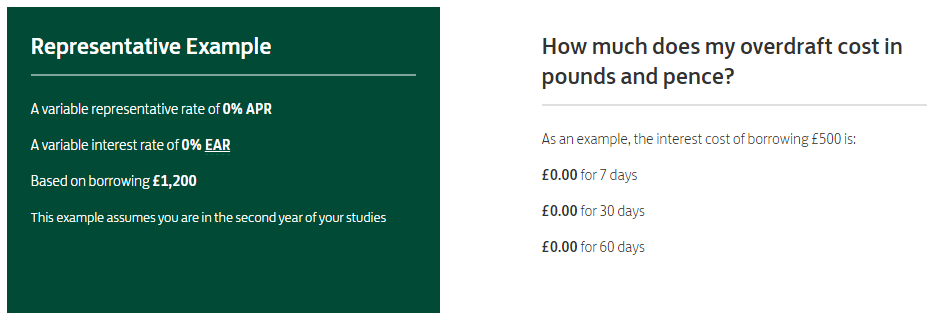 Representative Example
A variable representative rate of 0% APR
A variable interest rate of 0% EAR
Based on borrowing £1,200
This example assumes you are in the second year of your studies
How much does my overdraft cost in
pounds and pence?
As an example, the interest cost of borrowing £500 is:
£0.00 for 7 days
£0.00 for 30 days
£0.00 for 60 days